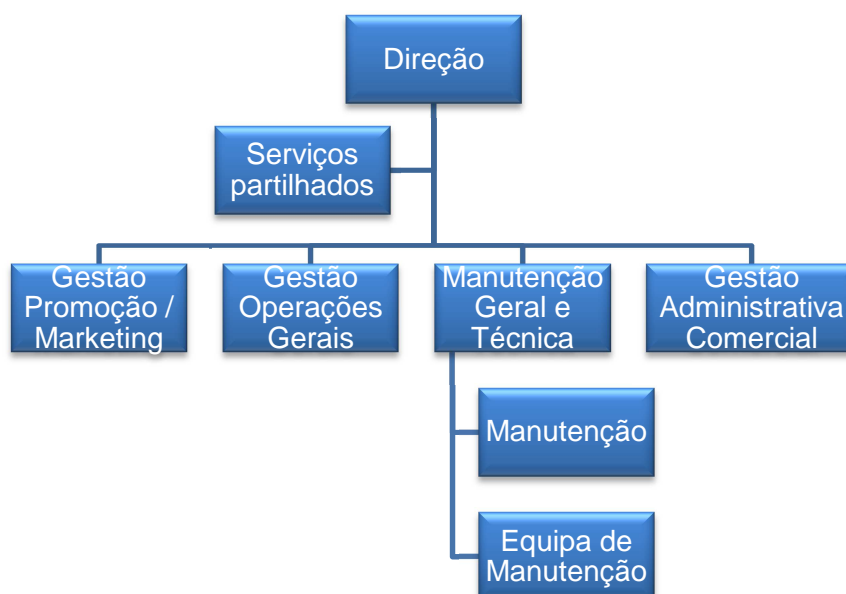 Direção
Serviços
partilhados
Gestão
Promoção /
Marketing
Gestão
Operações
Gerais
Manutenção
Geral e
Técnica
Gestão
Administrativa
Comercial
Manutenção
Equipa de
Manutenção